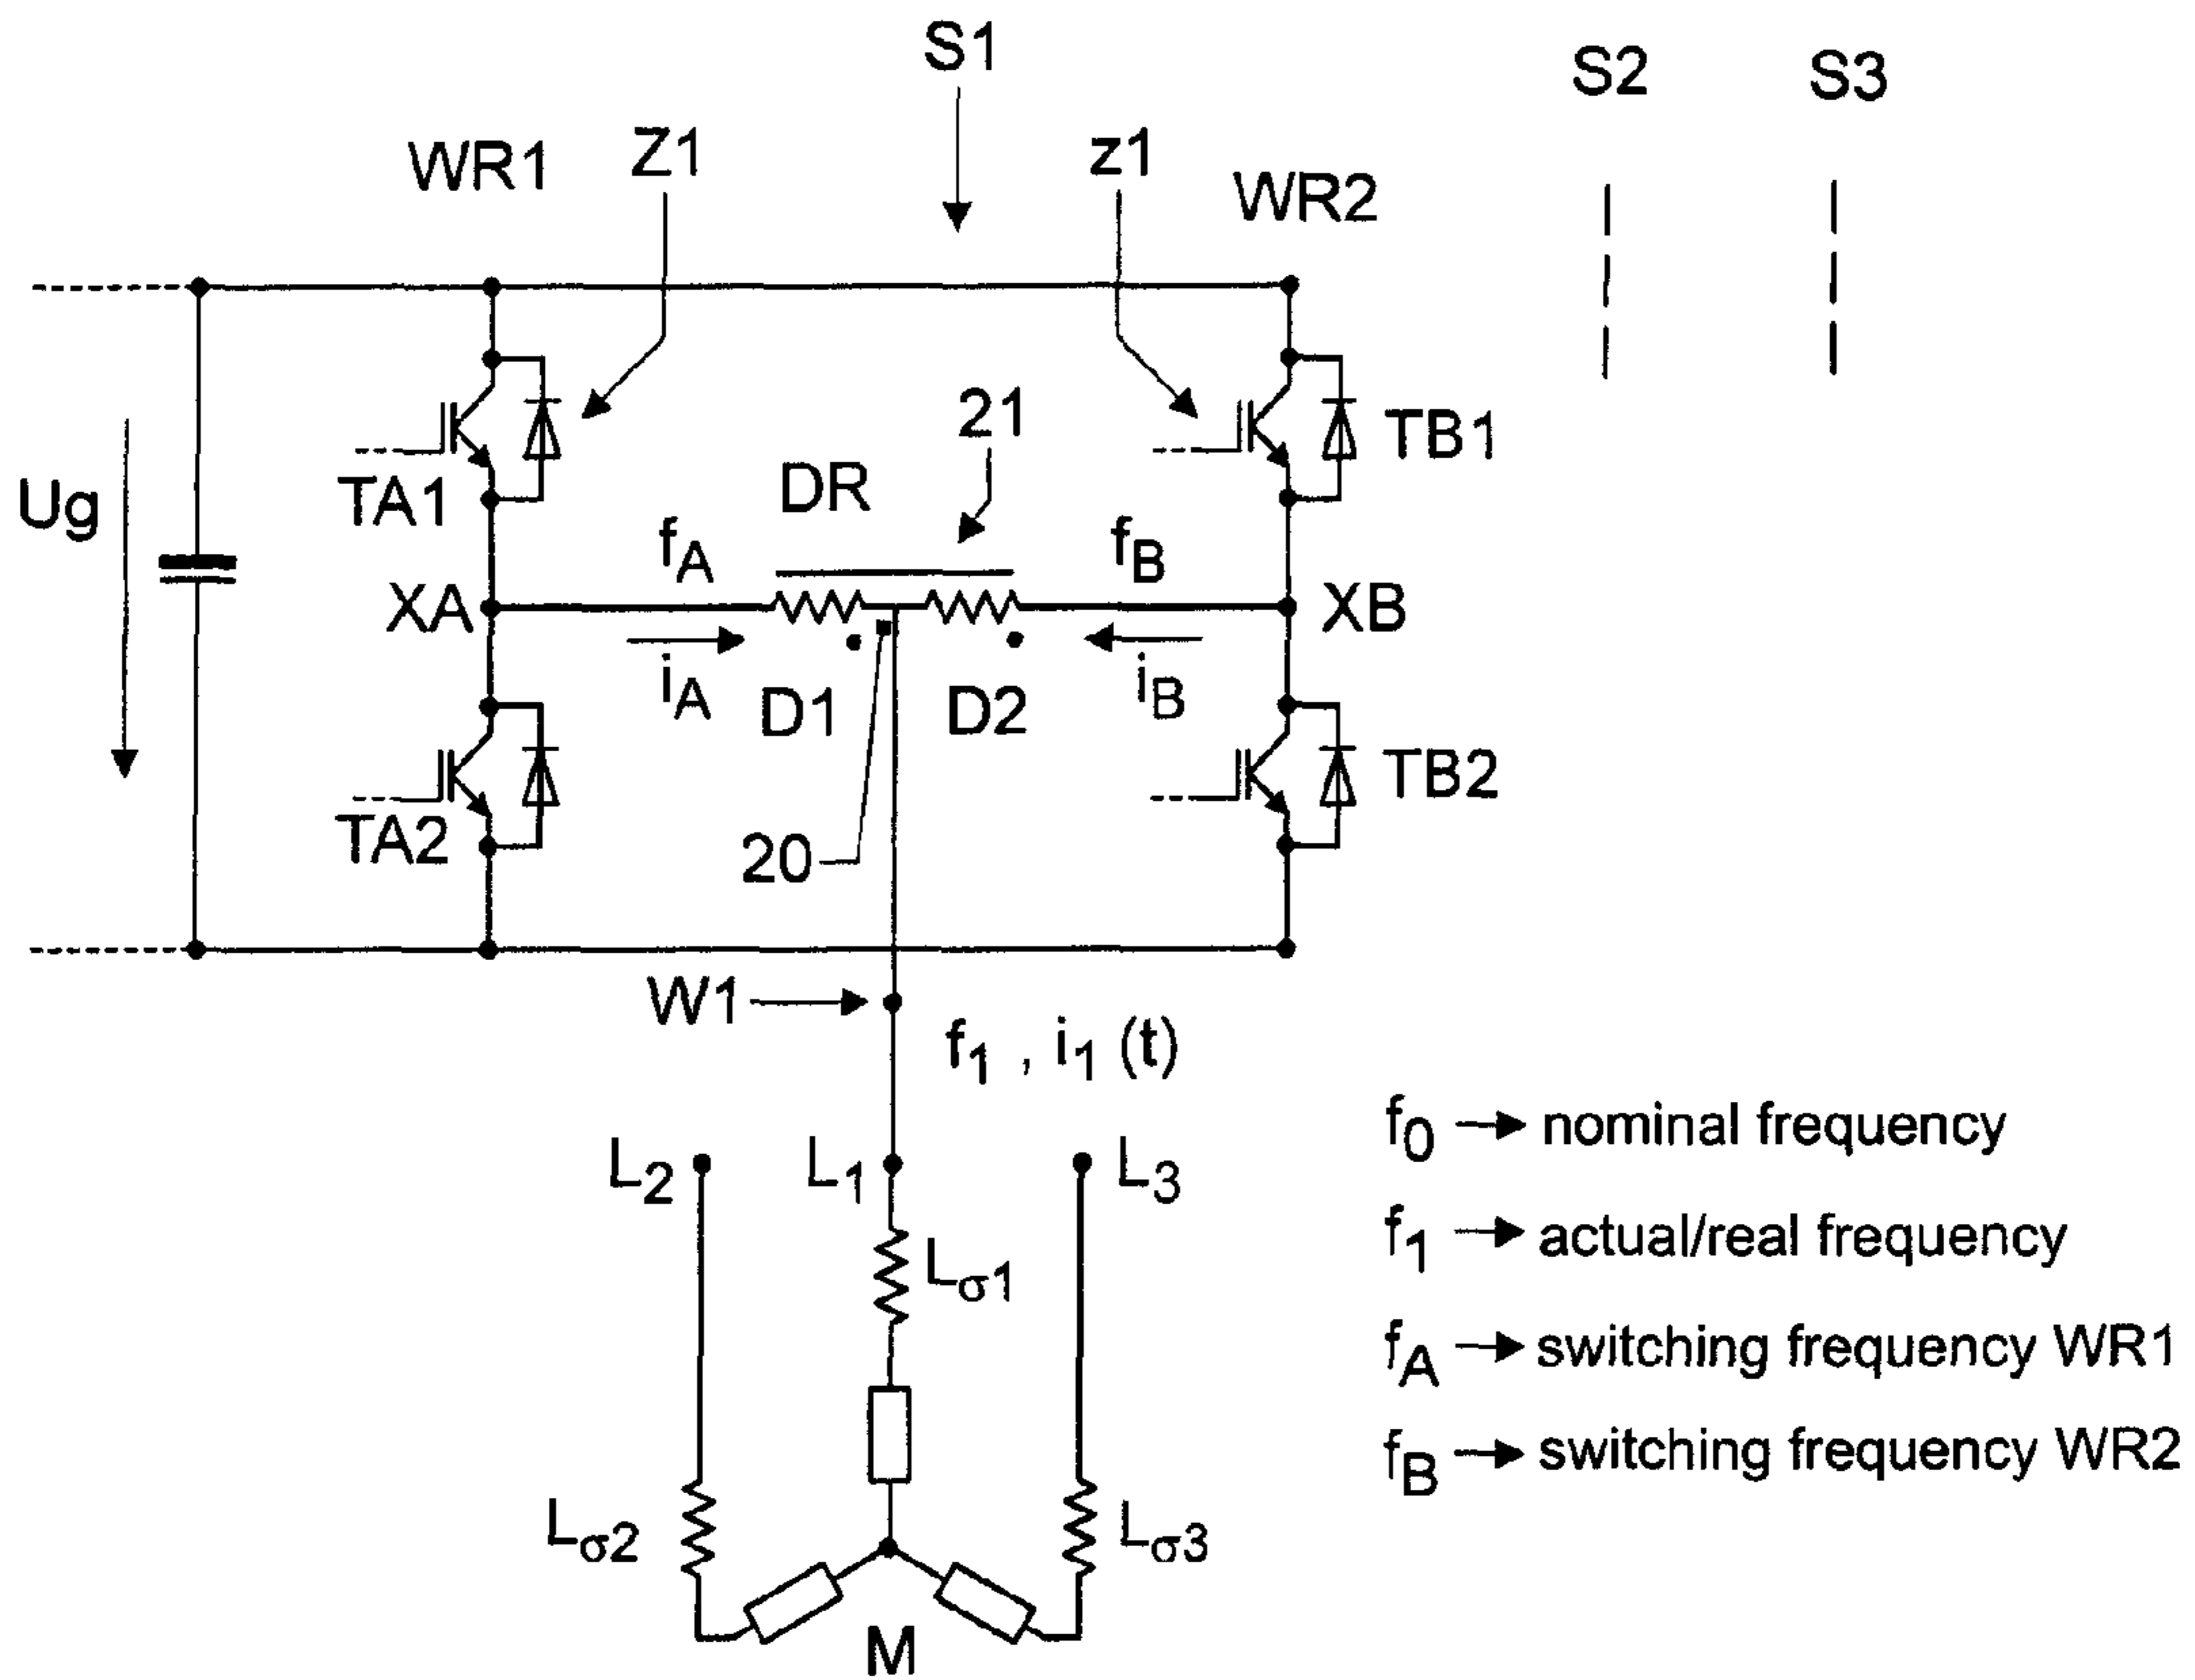 S1
S2
S3
WR1
Z1
z1
WR2
21
TB1
DR
TA1
Ug
fA
fB
XA
XB
iA
D1
D2
iB
TB2
TA2
20
W1
f1 , i1 (t)
L2
L1
L3
f0 → nominal frequency
f1 → actual/real frequency
Lσ1
fA → switching frequency WR1
fB → switching frequency WR2
Lσ2
Lσ3
M